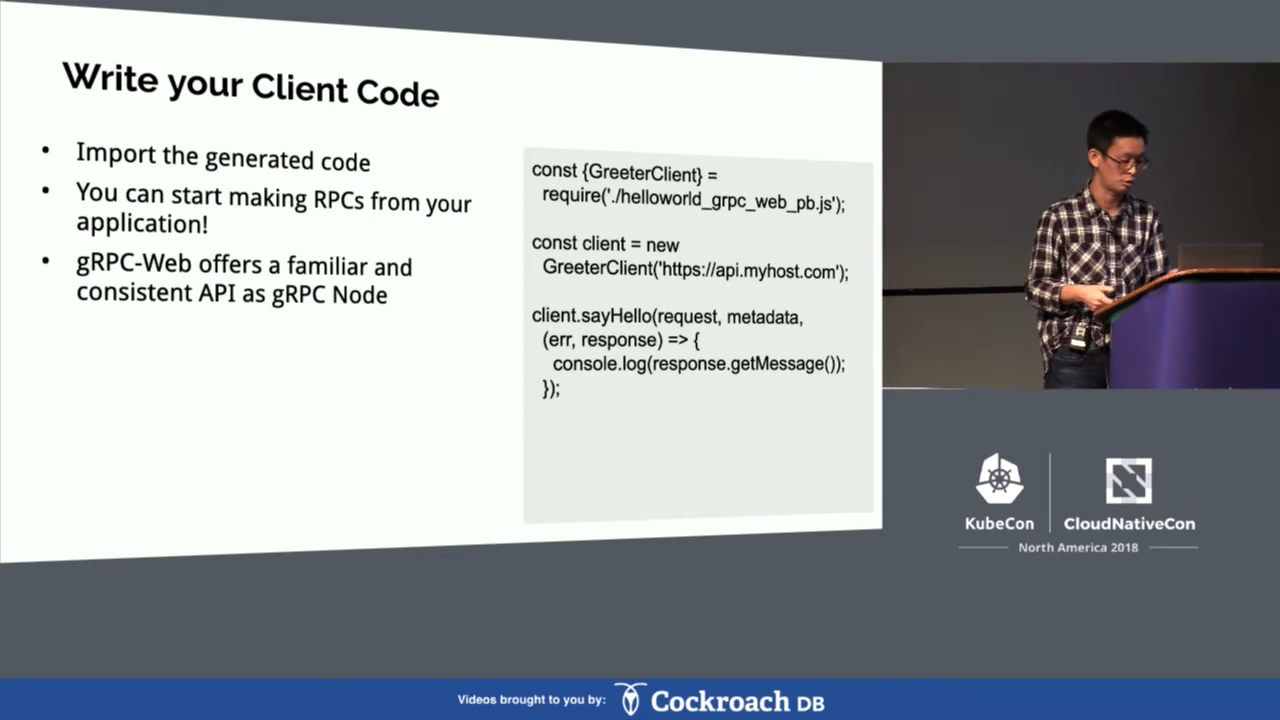 Write your Client Code
• Import the generated code
• You can start making RPCs from your
application!
• gRPC-Web offers a familiar and
consistent API as gRPC Node
const {GreeterClient} =
require('./helloworld_grpc_web_pb.js');
const client = new
GreeterClient('https://api.myhost.com');
client.sayHello(request, metadata,
(err, response) => {
console.log(response.getMessage());
});
KubeCon
CloudNativeCon
North America 2018
Videos brought to you by:
Cockroach DB